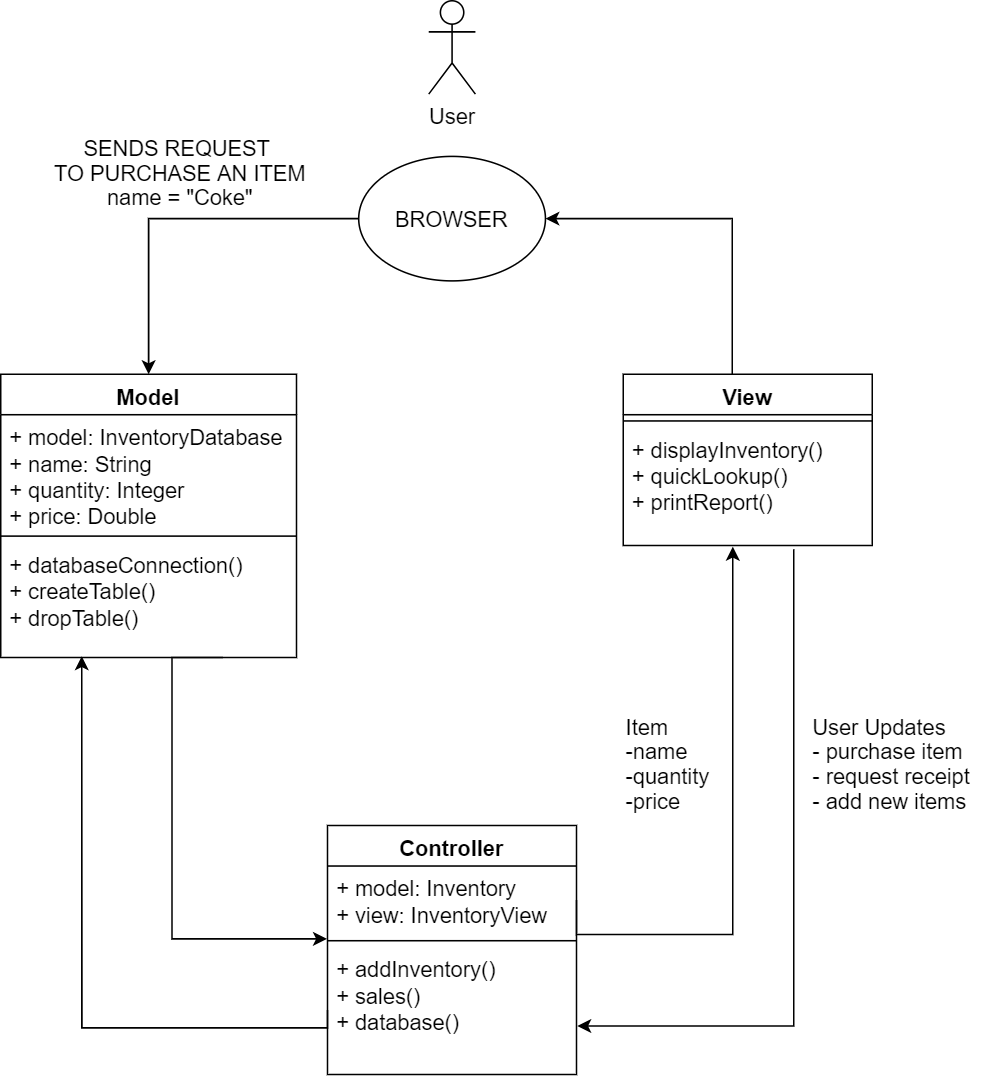 User
SENDS REQUEST
TO PURCHASE AN ITEM
name = "Coke"
BROWSER
Model
+ model: InventoryDatabase
+ name: String
+ quantity: Integer
+ price: Double
+ databaseConnection()
+ createTable()
+ dropTable()
View
+ displayInventory()
+ quickLookup()
+ printReport()
Item
-name
-quantity
-price
User Updates
- purchase item
- request receipt
- add new items
Controller
+ model: Inventory
+ view: InventoryView
+ addInventory()
+ sales()
+ database()